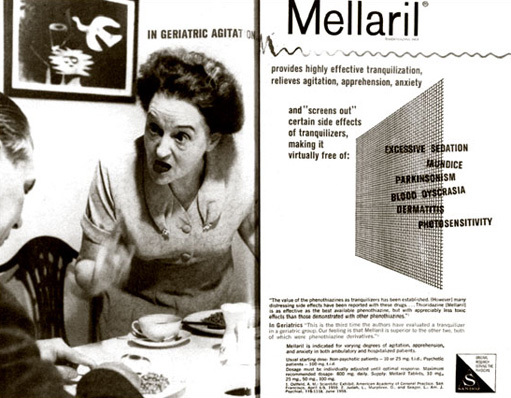 IN GERIATRIC AGITATION
Mellaril®
provides highly effective tranquilization,
relieves agitation, apprehension, anxiety
and "screens out"
certain side effects
of tranquilizers,
making it
virtually free of:
EXCESSIVE SEDATION
JAUNDICE
PARKINSONISM
BLOOD DYSCRASIA
DERMATITIS
PHOTOSENSITIVITY
"The value of the phenothiazines as tranquilizers has been established. (However) many
distressing side effects have been reported with these drugs. ... Thioridazine (Mellaril)
is as effective as the best available phenothiazine, but with appreciably less toxic
effects than those demonstrated with other phenothiazines."
In Geriatrics "This is the third time the authors have evaluated a tranquilizer
in a geriatric group. Our feeling is that Mellaril is superior to the other two, both
of which were phenothiazine derivatives."
Mellaril is indicated for varying degrees of agitation, apprehension,
and anxiety in both ambulatory and hospitalized patients.
Usual starting dose: Non-psychotic patients – 10 or 25 mg. t.i.d., Psychotic
patients – 100 mg. t.i.d.
Dosage must be individually adjusted until optimal response. Maximum
recommended dosage: 800 mg. daily. Supply: Mellaril Tablets, 10 mg.,
25 mg., 50 mg., 100 mg.
S
SANDOZ